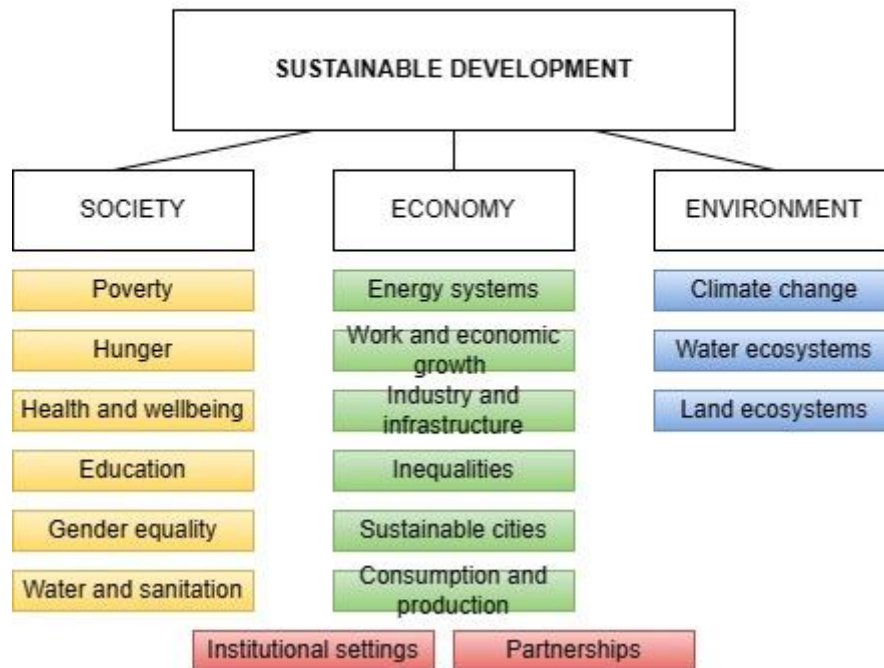 SUSTAINABLE DEVELOPMENT
SOCIETY
ECONOMY
ENVIRONMENT
Poverty
Hunger
Health and wellbeing
Education
Gender equality
Water and sanitation
Energy systems
Work and economic
growth
Industry and
infrastructure
Inequalities
Sustainable cities
Consumption and
production
Climate change
Water ecosystems
Land ecosystems
Institutional settings
Partnerships